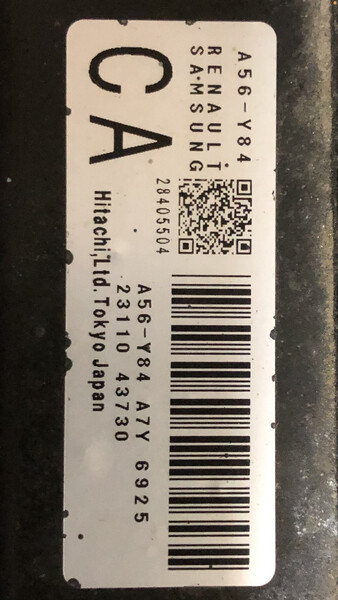 A56-Y84
RENAULT
SAMSUNG
CA
28405504
A56-Y84 A7Y 6925
23110 43730
Hitachi,Ltd.Tokyo Japan